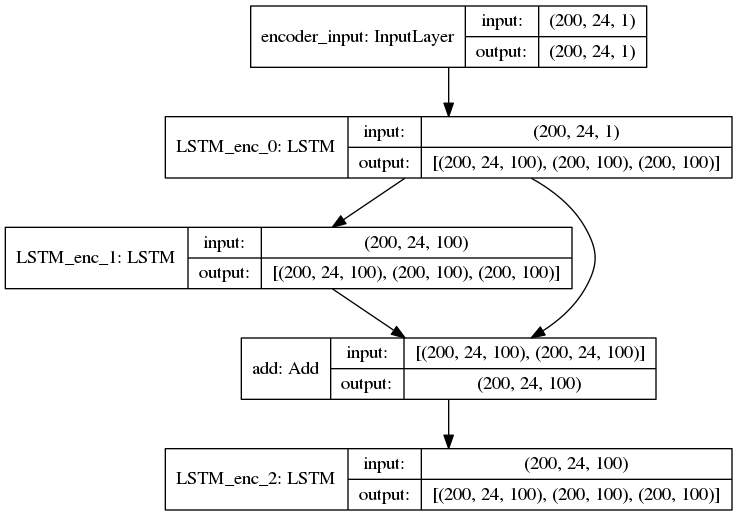 encoder_input: InputLayer
input: (200, 24, 1)
output: (200, 24, 1)
LSTM_enc_0: LSTM
input: (200, 24, 1)
output: [(200, 24, 100), (200, 100), (200, 100)]
LSTM_enc_1: LSTM
input: (200, 24, 100)
output: [(200, 24, 100), (200, 100), (200, 100)]
add: Add
input: [(200, 24, 100), (200, 24, 100)]
output: (200, 24, 100)
LSTM_enc_2: LSTM
input: (200, 24, 100)
output: [(200, 24, 100), (200, 100), (200, 100)]